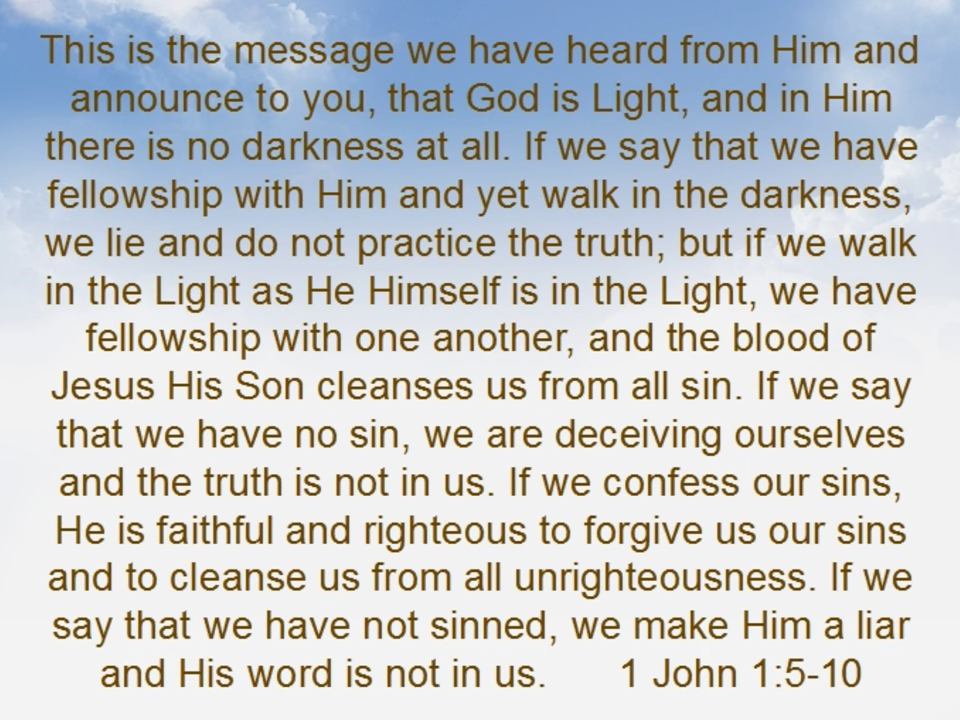 This is the message we have heard from Him and
announce to you, that God is Light, and in Him
there is no darkness at all. If we say that we have
fellowship with Him and yet walk in the darkness,
we lie and do not practice the truth; but if we walk
in the Light as He Himself is in the Light, we have
fellowship with one another, and the blood of
Jesus His Son cleanses us from all sin. If we say
that we have no sin, we are deceiving ourselves
and the truth is not in us. If we confess our sins,
He is faithful and righteous to forgive us our sins
and to cleanse us from all unrighteousness. If we
say that we have not sinned, we make Him a liar
and His word is not in us. 1 John 1:5-10